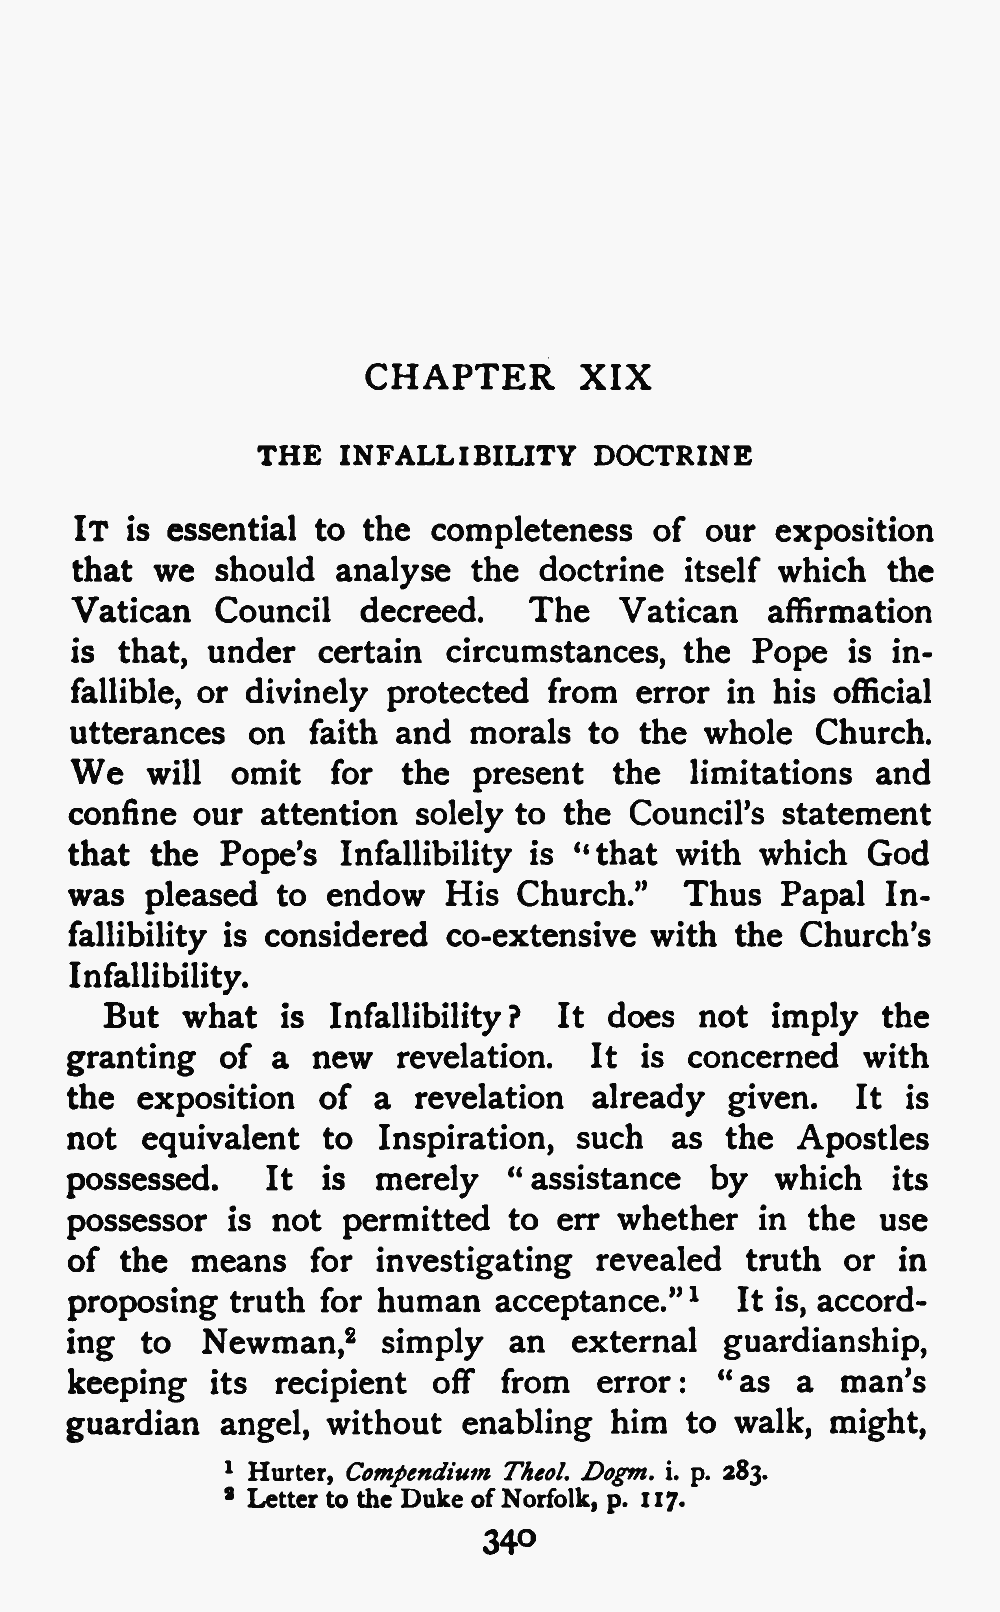 CHAPTER XIX
THE INFALLIBILITY DOCTRINE
IT is essential to the completeness of our exposition
that we should analyse the doctrine itself which the
Vatican Council decreed. The Vatican affirmation
is that, under certain circumstances, the Pope is in-
fallible, or divinely protected from error in his official
utterances on faith and morals to the whole Church.
We will omit for the present the limitations and
confine our attention solely to the Council's statement
that the Pope's Infallibility is "that with which God
was pleased to endow His Church." Thus Papal In-
fallibility is considered co-extensive with the Church's
Infallibility.
But what is Infallibility? It does not imply the
granting of a new revelation. It is concerned with
the exposition of a revelation already given. It is
not equivalent to Inspiration, such as the Apostles
possessed. It is merely "assistance by which its
possessor is not permitted to err whether in the use
of the means for investigating revealed truth or in
proposing truth for human acceptance."¹ It is, accord-
ing to Newman,² simply an external guardianship,
keeping its recipient off from error: "as a man's
guardian angel, without enabling him to walk, might,
¹ Hurter, Compendium Theol. Dogm. i. p. 283.
² Letter to the Duke of Norfolk, p. 117.
340